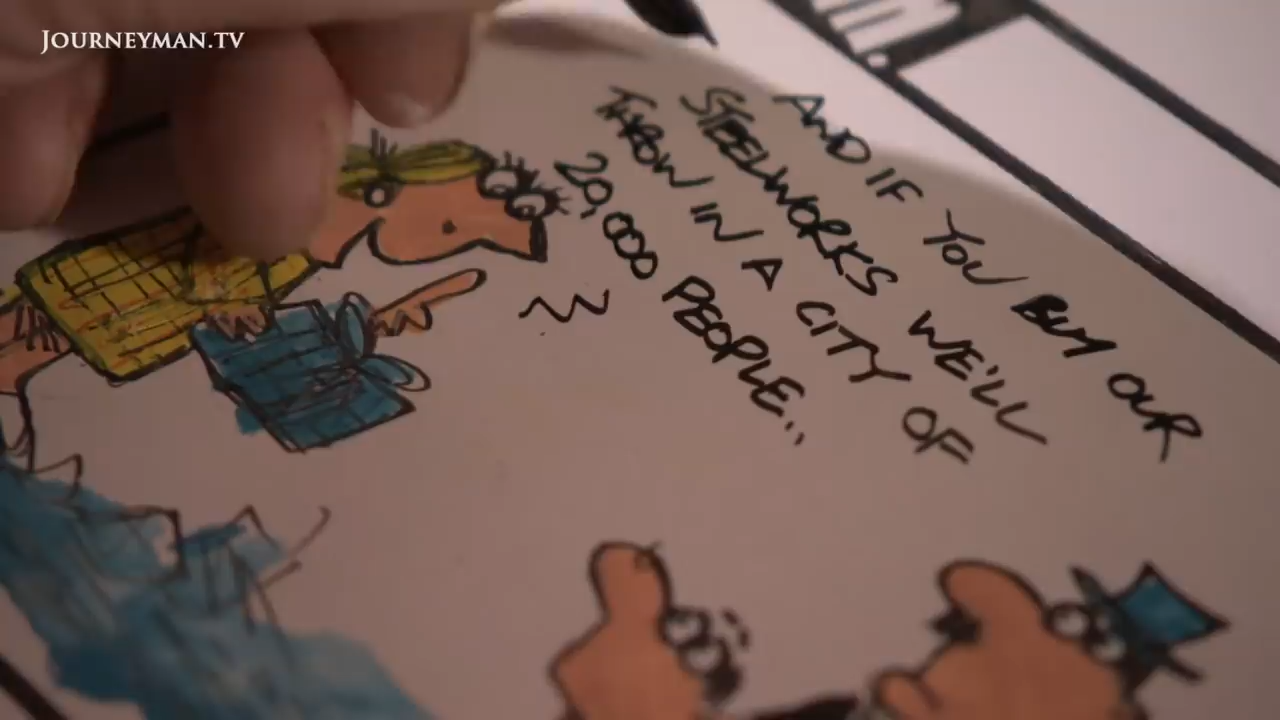 JOURNEYMAN.TV
AND IF YOU BUY OUR
STEELWORKS WE'LL
THROW IN A CITY OF
20,000 PEOPLE..